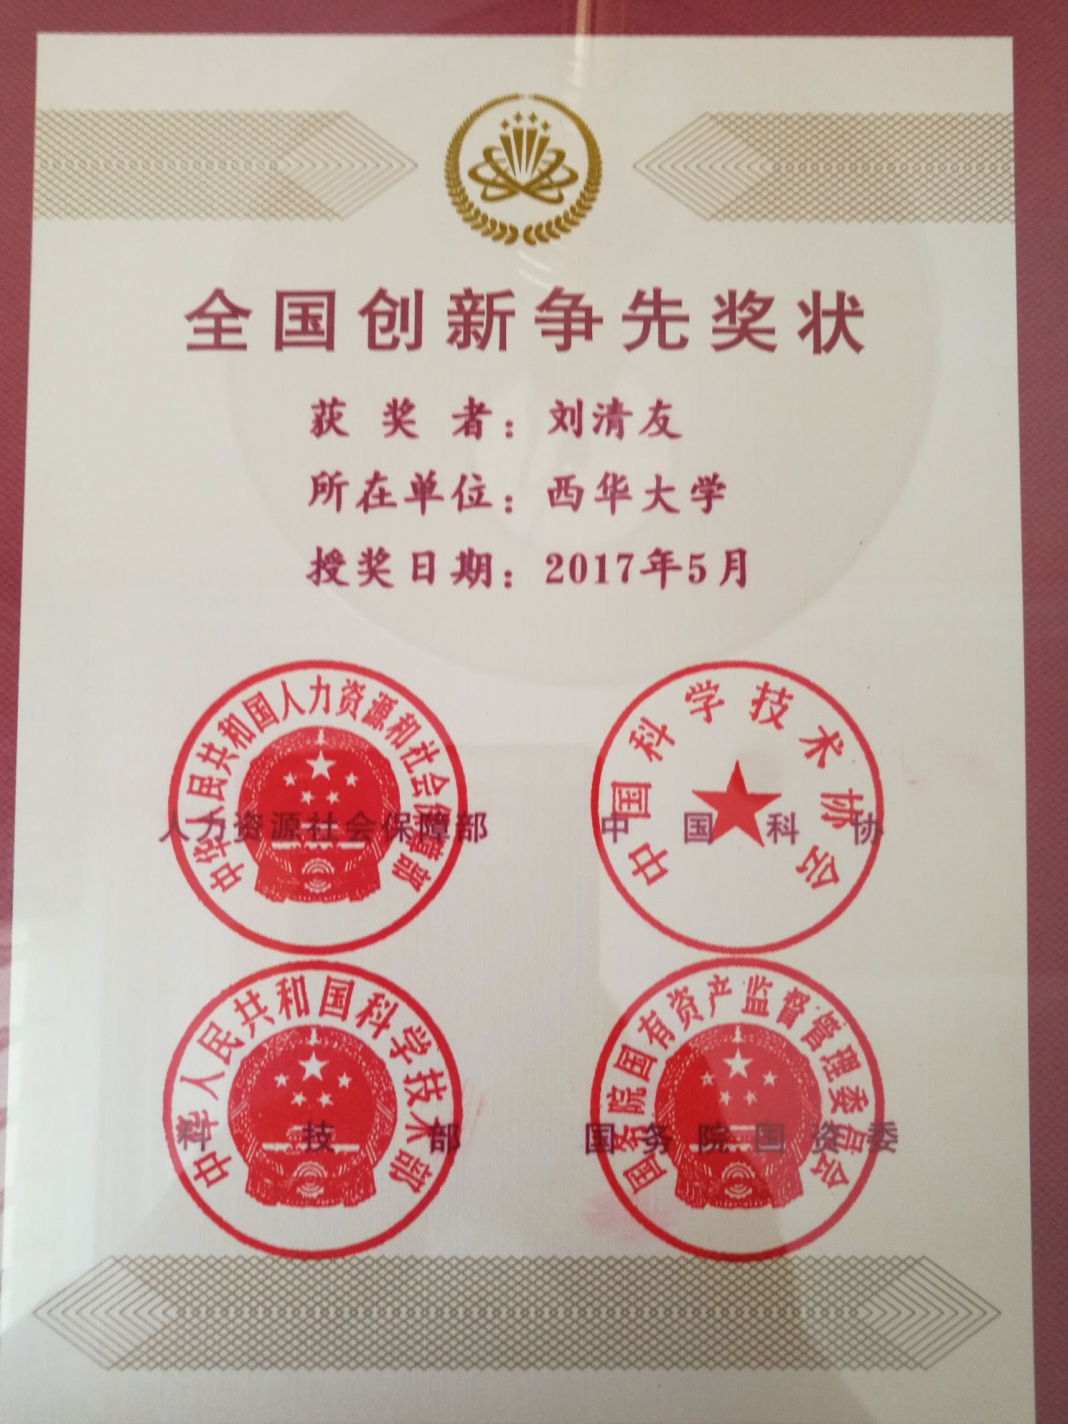 全国创新争先奖状
获奖者：刘清友
所在单位：西华大学
授奖日期：2017年5月
中华人民共和国人力资源和社会保障部
人力资源社会保障部
中国科学技术协会
中国科协
中华人民共和国科学技术部
科技部
国务院国有资产监督管理委员会
国务院国资委